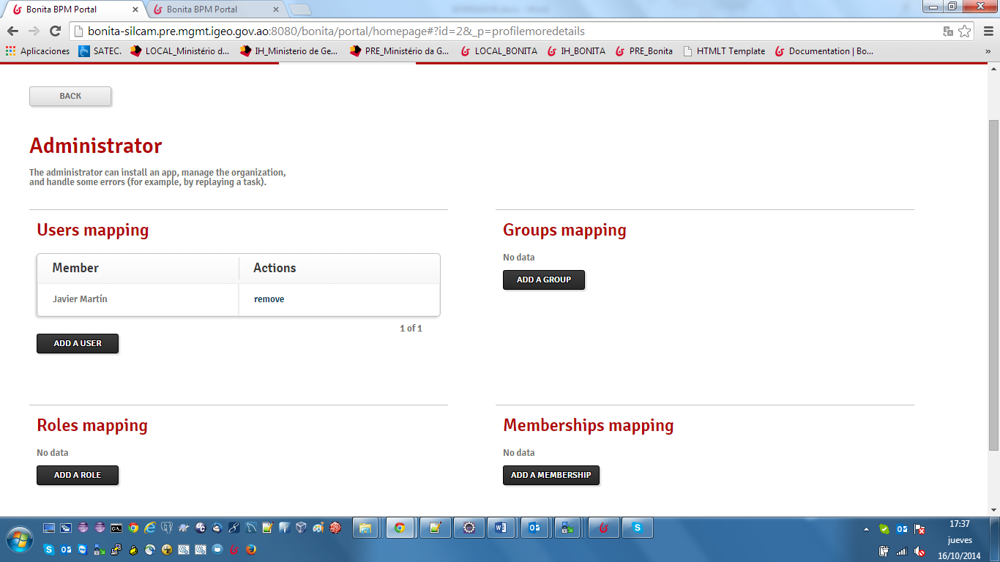 Bonita BPM Portal
Bonita BPM Portal
bonita-silcam.pre.mgmt.igeo.gov.ao:8080/bonita/portal/homepage#?id=2&_p=profilemoredetails
Aplicaciones
SATEC.
LOCAL_Ministério d...
IH_Ministerio de Ge...
PRE_Ministério da G...
LOCAL_BONITA
IH_BONITA
PRE_Bonita
HTMLT Template
Documentation | Bo...
»
BACK
Administrator
The administrator can install an app, manage the organization,
and handle some errors (for example, by replaying a task).
Users mapping
Member Actions
Javier Martín remove
1 of 1
ADD A USER
Groups mapping
No data
ADD A GROUP
Roles mapping
No data
ADD A ROLE
Memberships mapping
No data
ADD A MEMBERSHIP
17:37
jueves
16/10/2014